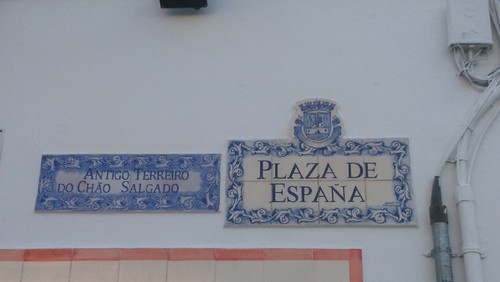 ANTIGO TERREIRO
DO CHÃO SALGADO
PLAZA DE
ESPAÑA